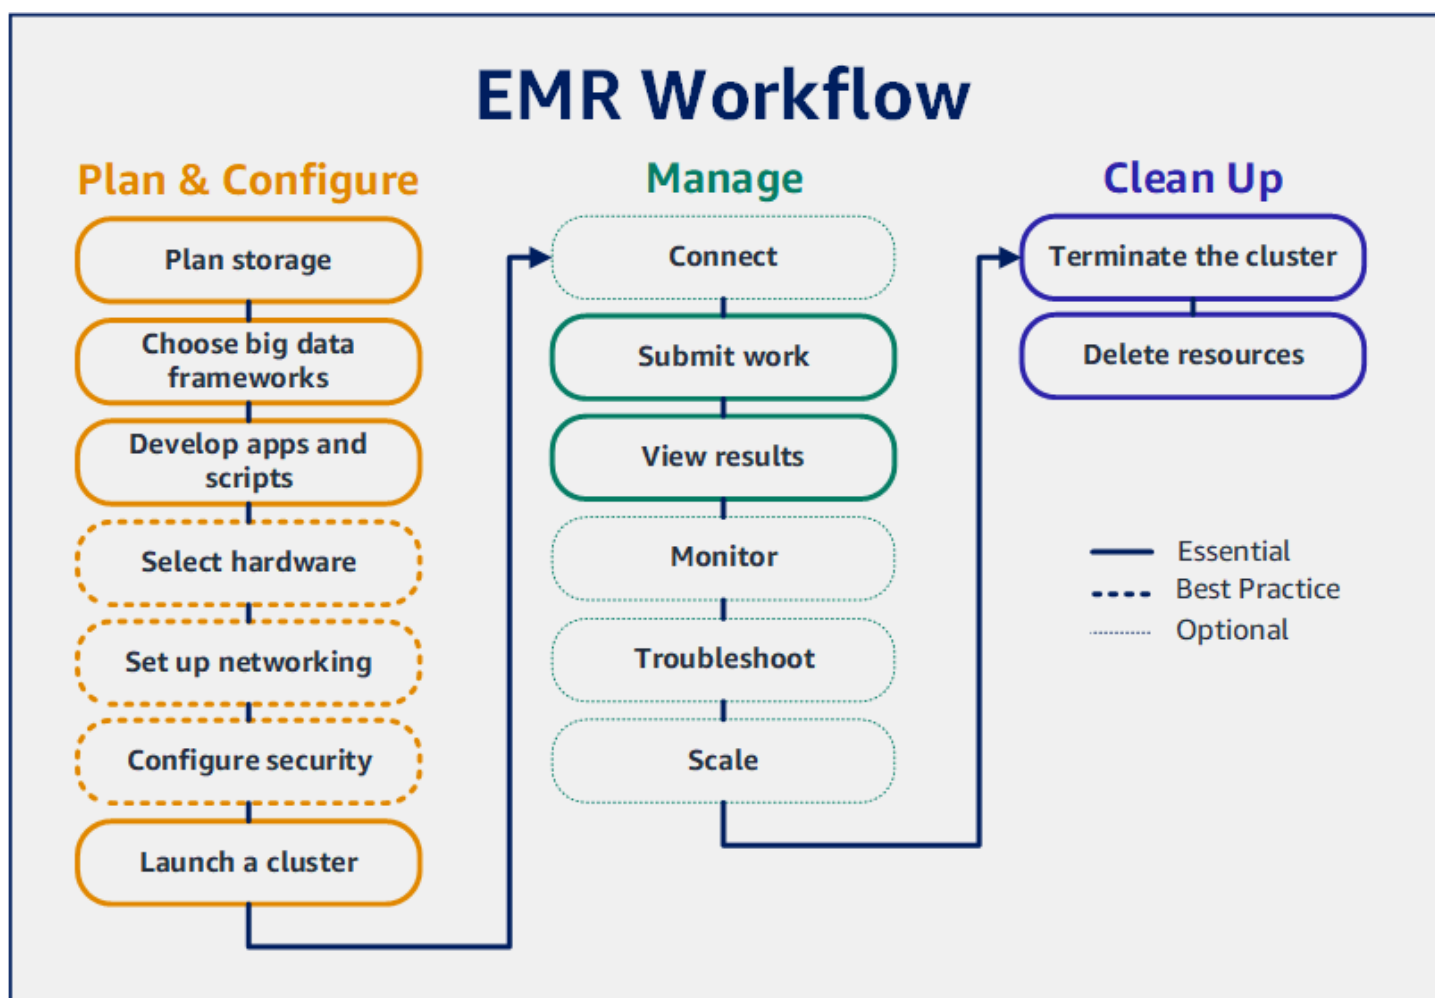 EMR Workflow
Plan & Configure
Plan storage
Choose big data
frameworks
Develop apps and
scripts
Select hardware
Set up networking
Configure security
Launch a cluster
Manage
Connect
Submit work
View results
Monitor
Troubleshoot
Scale
Clean Up
Terminate the cluster
Delete resources
Essential
Best Practice
Optional